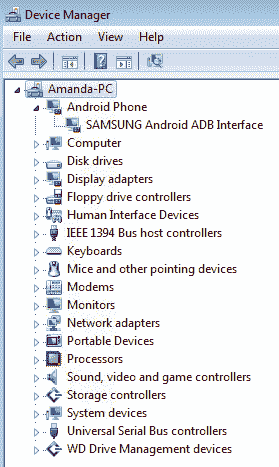 Device Manager
File Action View Help
Amanda-PC
Android Phone
SAMSUNG Android ADB Interface
Computer
Disk drives
Display adapters
Floppy drive controllers
Human Interface Devices
IEEE 1394 Bus host controllers
Keyboards
Mice and other pointing devices
Modems
Monitors
Network adapters
Portable Devices
Processors
Sound, video and game controllers
Storage controllers
System devices
Universal Serial Bus controllers
WD Drive Management devices